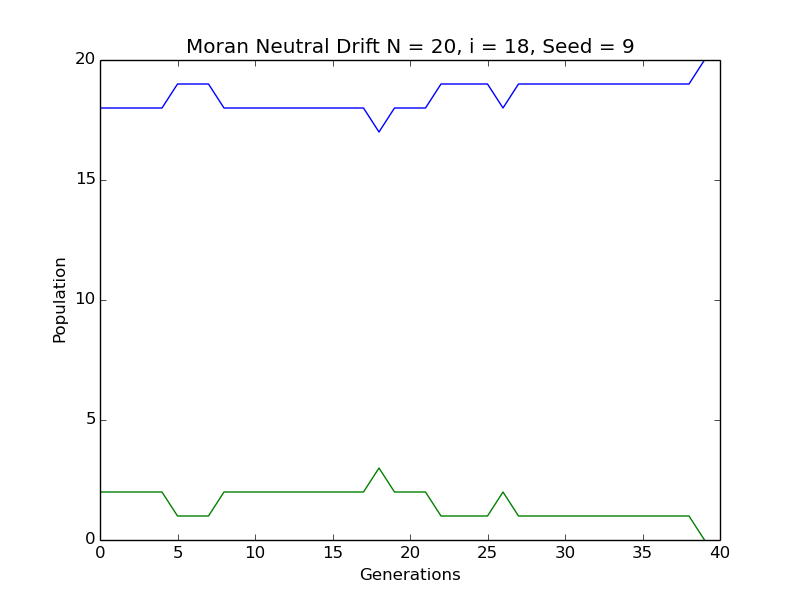 Moran Neutral Drift N = 20, i = 18, Seed = 9
20
15
10
5
0
Population
0 5 10 15 20 25 30 35 40
Generations